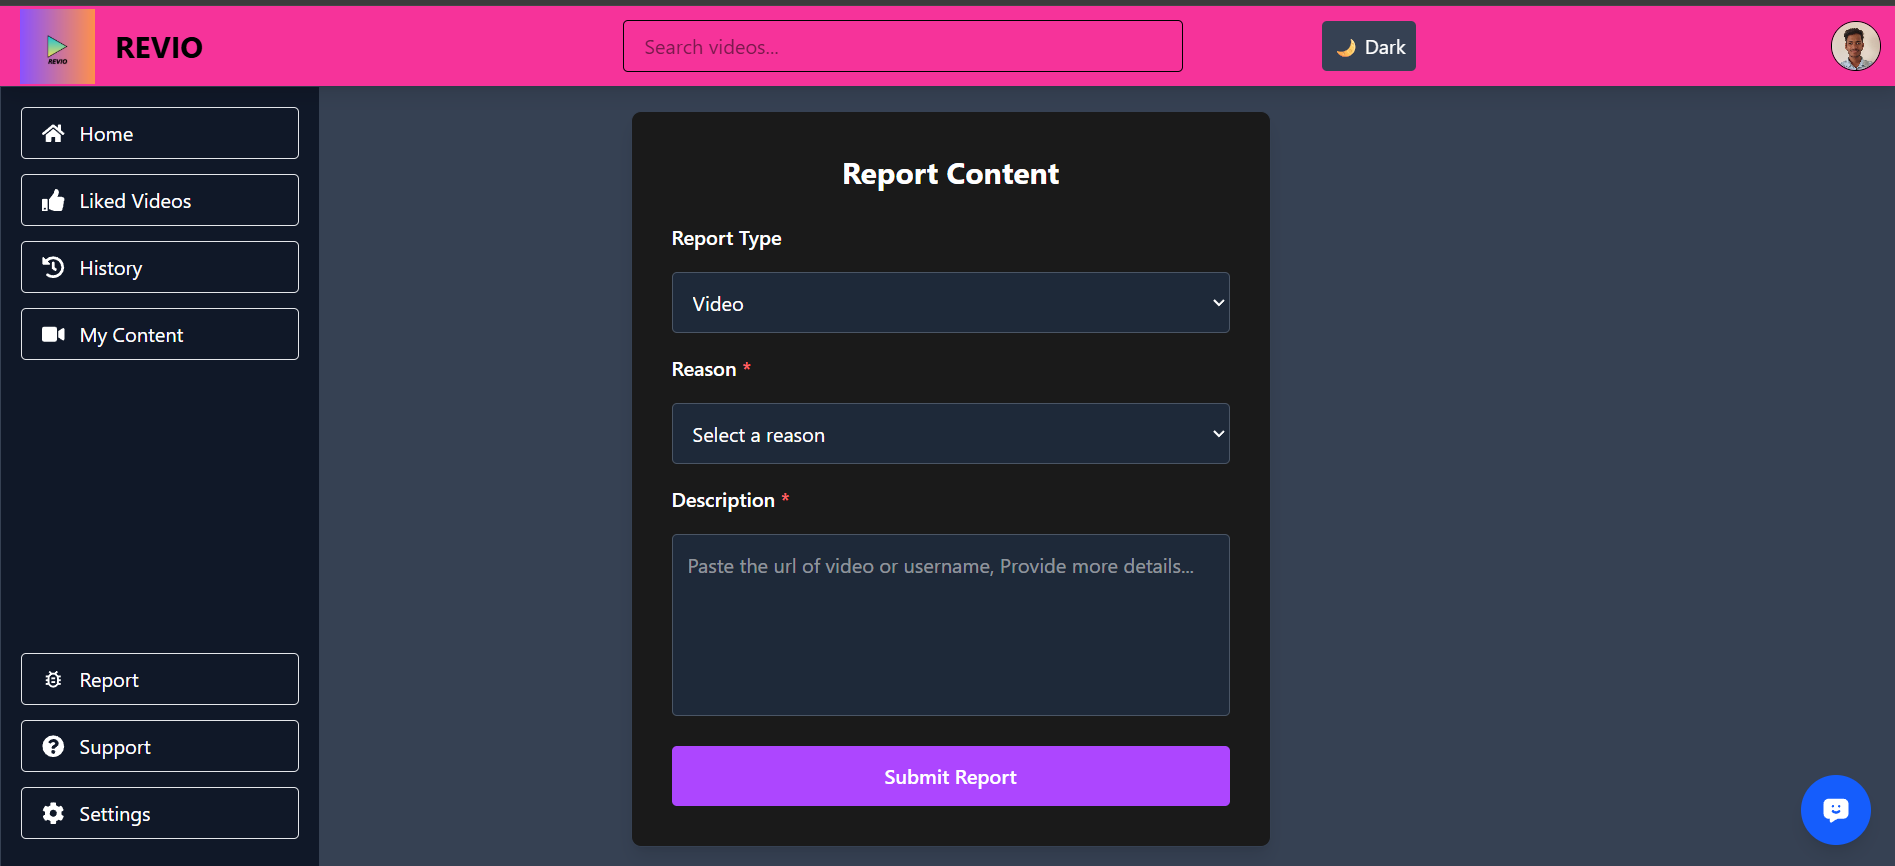 REVIO
REVIO
Search videos...
🌙 Dark
Home
Liked Videos
History
My Content
Report
Support
Settings
Report Content
Report Type
Video
Reason *
Select a reason
Description *
Paste the url of video or username, Provide more details...
Submit Report